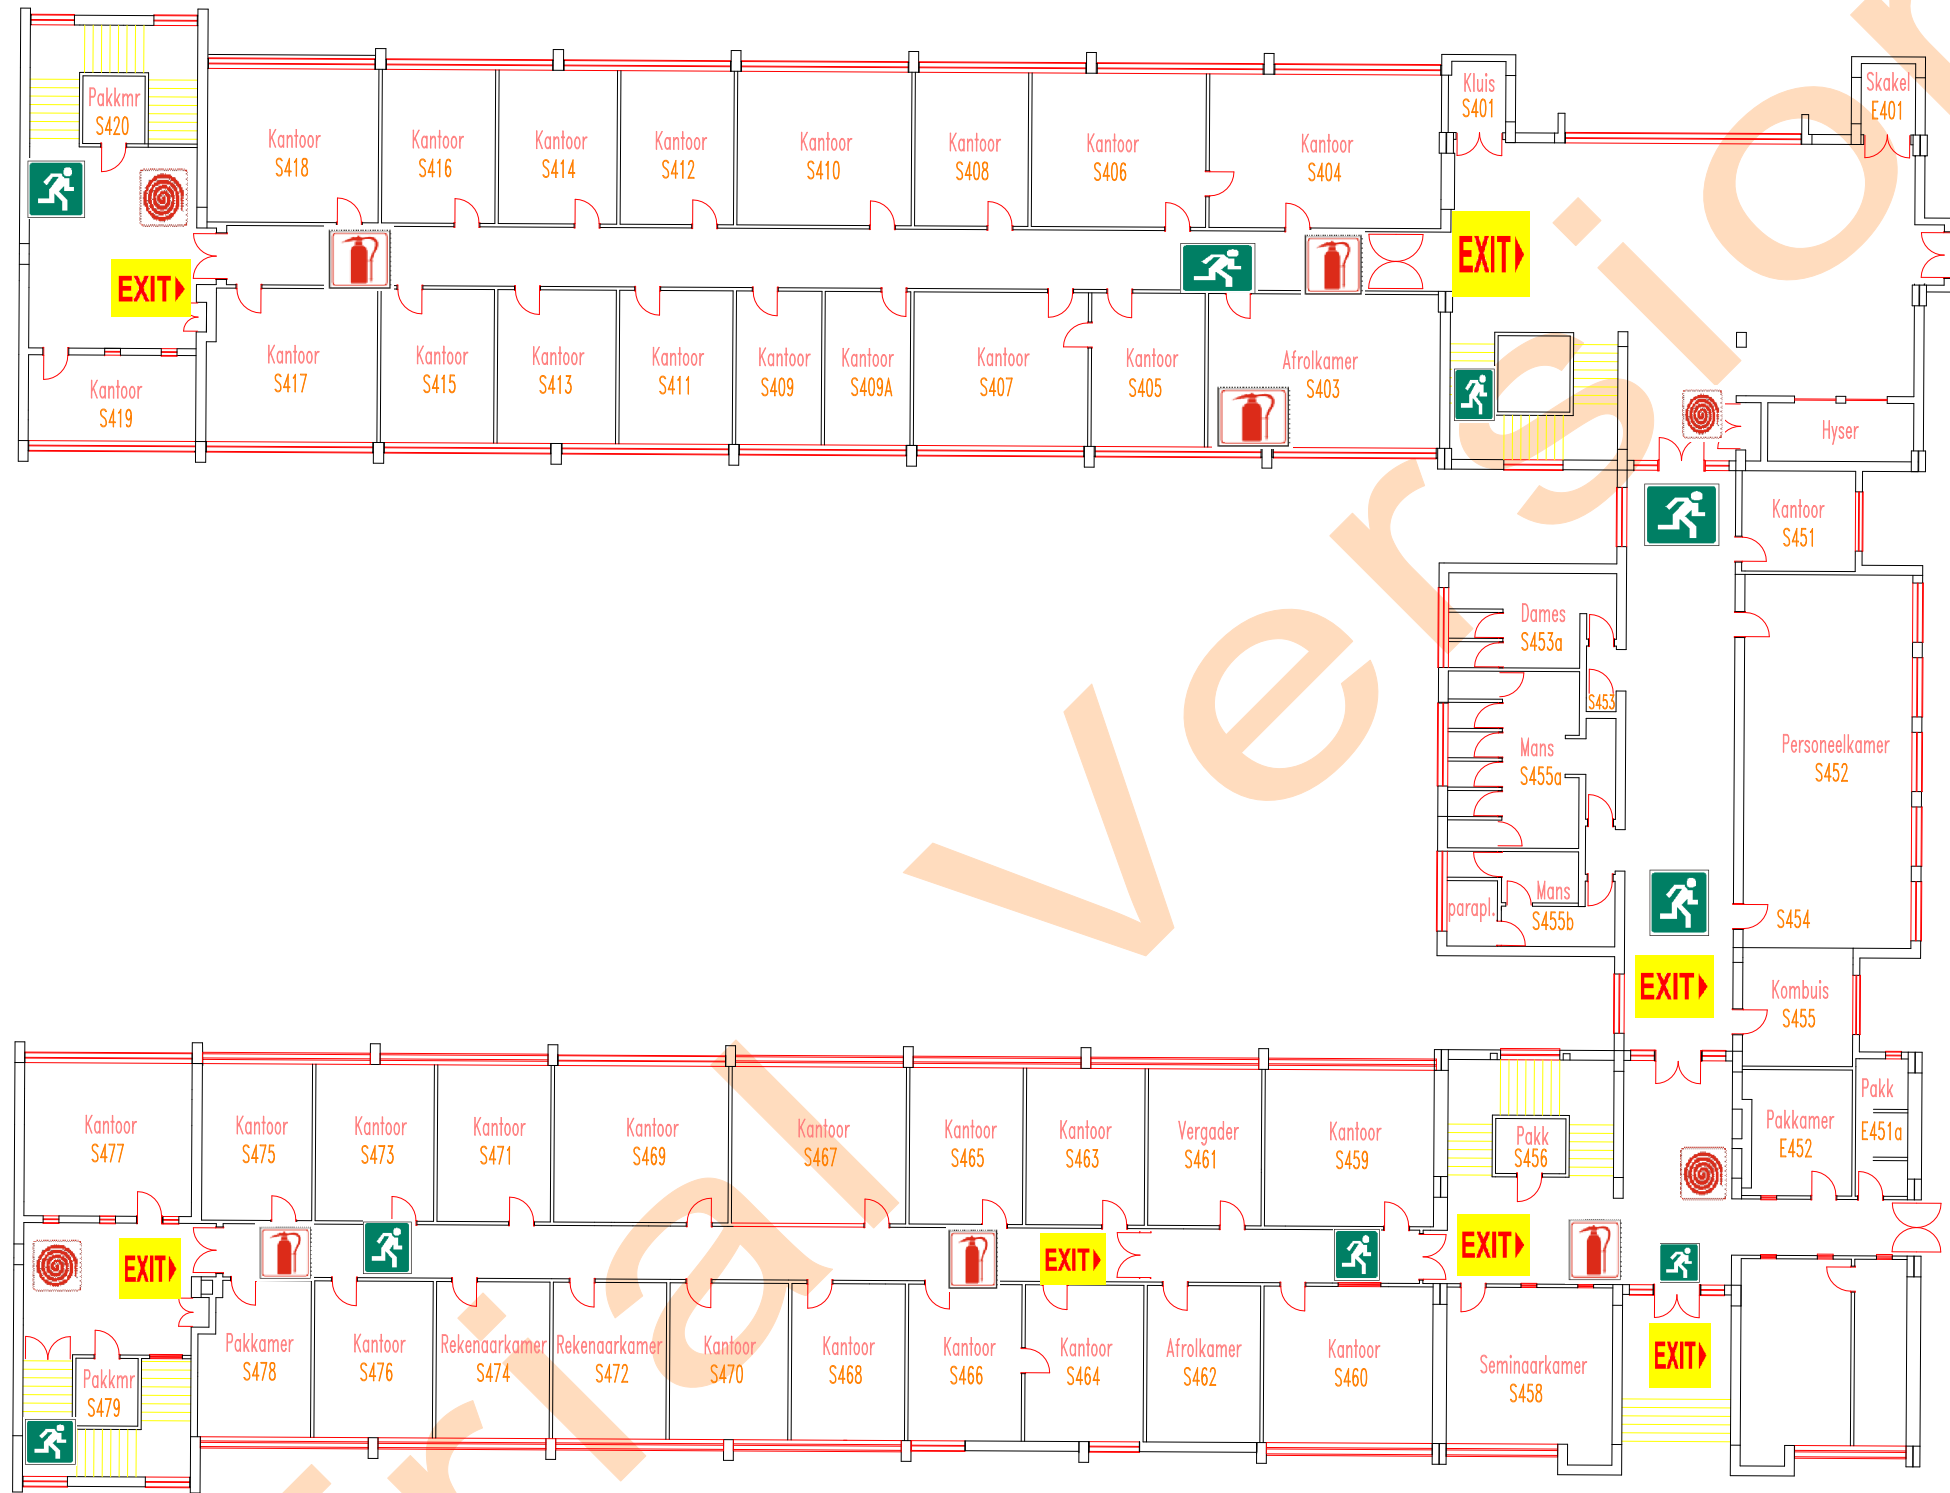 Pakkmr
S420
Kantoor
S418
Kantoor
S416
Kantoor
S414
Kantoor
S412
Kantoor
S410
Kantoor
S408
Kantoor
S406
Kantoor
S404
Kluis
S401
Skakel
E401
EXIT
EXIT
Kantoor
S419
Kantoor
S417
Kantoor
S415
Kantoor
S413
Kantoor
S411
Kantoor
S409
Kantoor
S409A
Kantoor
S407
Kantoor
S405
Afrolkamer
S403
Hyser
Kantoor
S451
Dames
S453a
S453
Mans
S455a
Personeelkamer
S452
Mans
S455b
parapl.
S454
EXIT
Kombuis
S455
Kantoor
S477
Kantoor
S475
Kantoor
S473
Kantoor
S471
Kantoor
S469
Kantoor
S467
Kantoor
S465
Kantoor
S463
Vergader
S461
Kantoor
S459
Pakk
S456
Pakkamer
E452
Pakk
E451a
EXIT
EXIT
EXIT
Pakkmr
S479
Pakkamer
S478
Kantoor
S476
Rekenaarkamer
S474
Rekenaarkamer
S472
Kantoor
S470
Kantoor
S468
Kantoor
S466
Kantoor
S464
Afrolkamer
S462
Kantoor
S460
Seminaarkamer
S458
EXIT
Trial Version